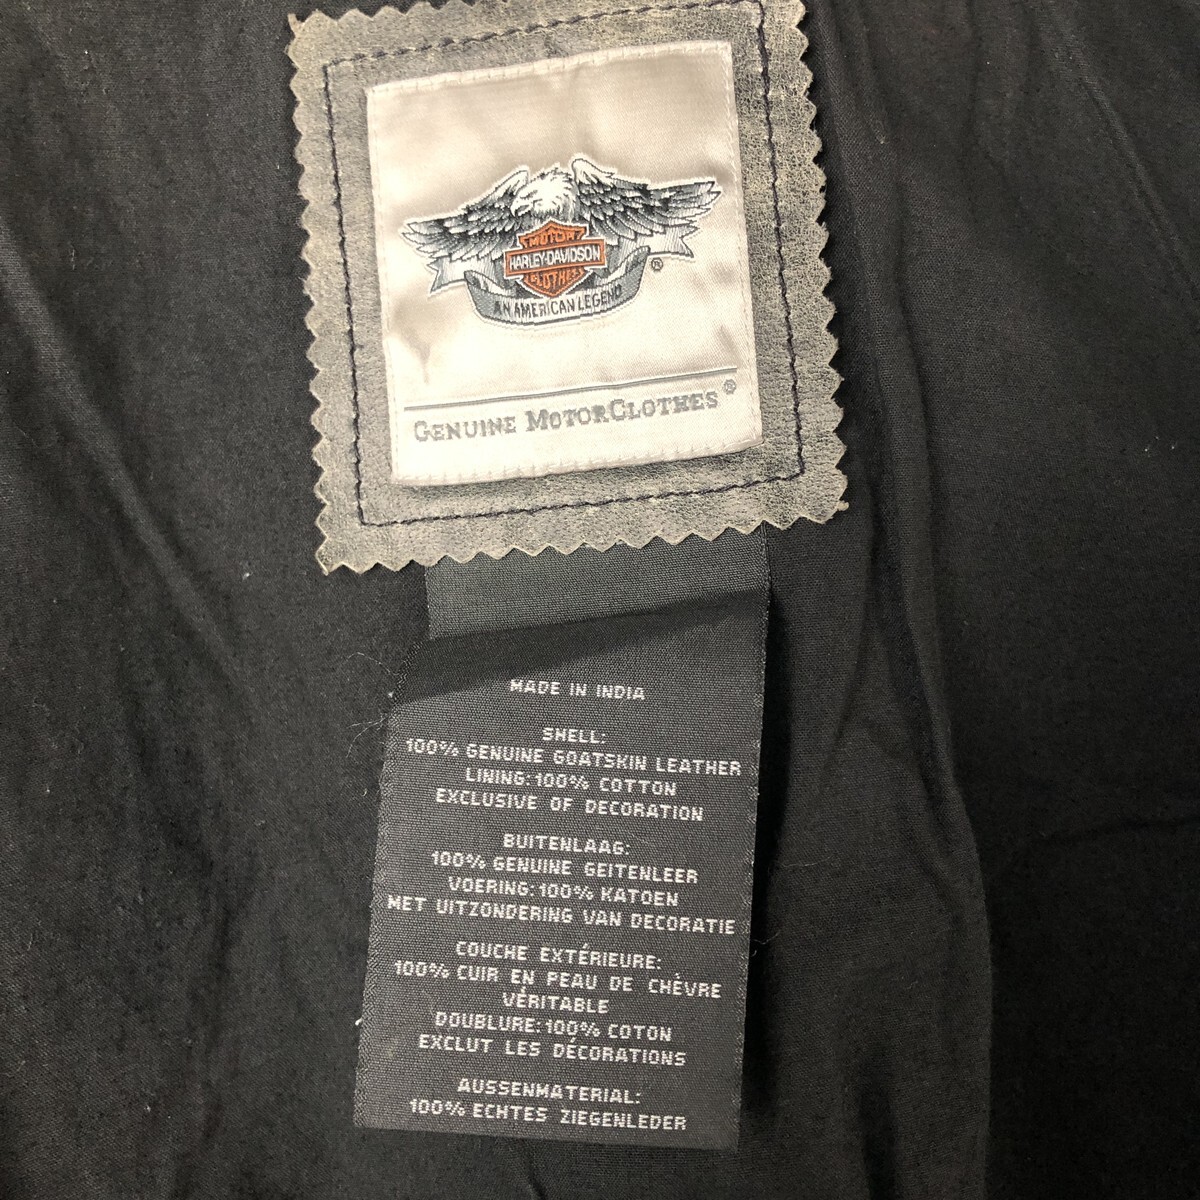 MOTOR
HARLEY-DAVIDSON
CLOTHES
®
AN AMERICAN LEGEND
GENUINE MOTORCLOTHES®
MADE IN INDIA
SHELL:
100% GENUINE GOATSKIN LEATHER
LINING: 100% COTTON
EXCLUSIVE OF DECORATION
BUITENLAAG:
100% GENUINE GEITENLEER
VOERING: 100% KATOEN
MET UITZONDERING VAN DECORATIE
COUCHE EXTÉRIEURE:
100% CUIR EN PEAU DE CHÈVRE
VÉRITABLE
DOUBLURE: 100% COTON
EXCLUT LES DÉCORATIONS
AUSSENMATERIAL:
100% ECHTES ZIEGENLEDER